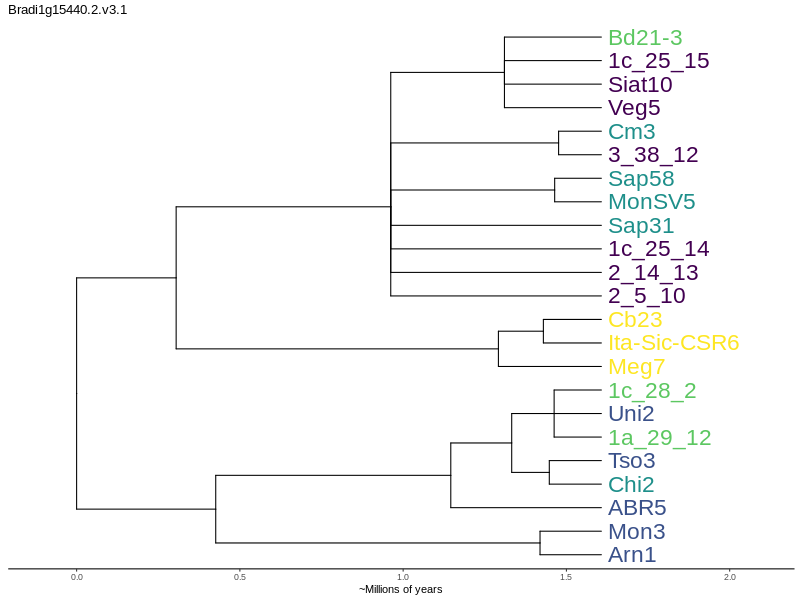 Bradi1g15440.2.v3.1
Bd21-3
1c_25_15
Siat10
Veg5
Cm3
3_38_12
Sap58
MonSV5
Sap31
1c_25_14
2_14_13
2_5_10
Cb23
Ita-Sic-CSR6
Meg7
1c_28_2
Uni2
1a_29_12
Tso3
Chi2
ABR5
Mon3
Arn1
0.0 0.5 1.0 1.5 2.0
~Millions of years